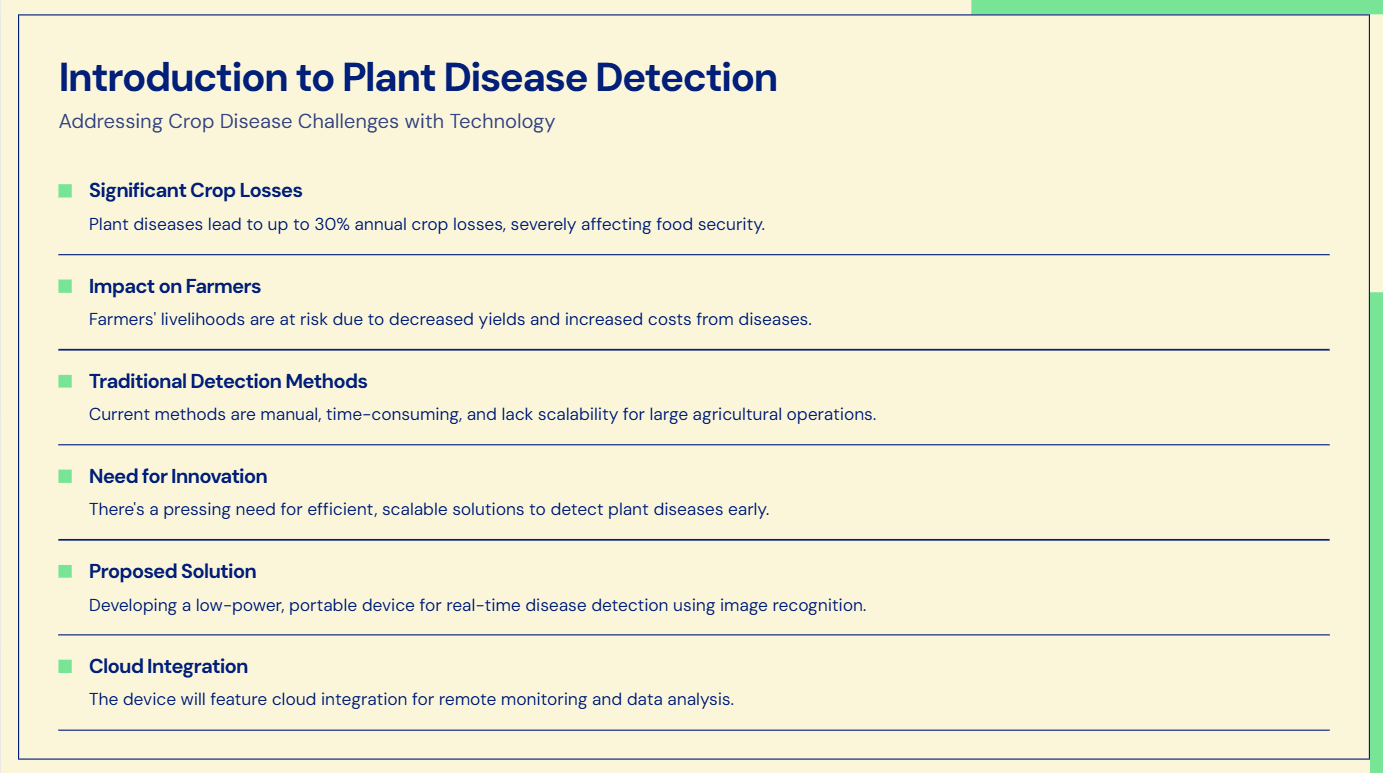 Introduction to Plant Disease Detection
Addressing Crop Disease Challenges with Technology
Significant Crop Losses
Plant diseases lead to up to 30% annual crop losses, severely affecting food security.
Impact on Farmers
Farmers' livelihoods are at risk due to decreased yields and increased costs from diseases.
Traditional Detection Methods
Current methods are manual, time-consuming, and lack scalability for large agricultural operations.
Need for Innovation
There's a pressing need for efficient, scalable solutions to detect plant diseases early.
Proposed Solution
Developing a low-power, portable device for real-time disease detection using image recognition.
Cloud Integration
The device will feature cloud integration for remote monitoring and data analysis.